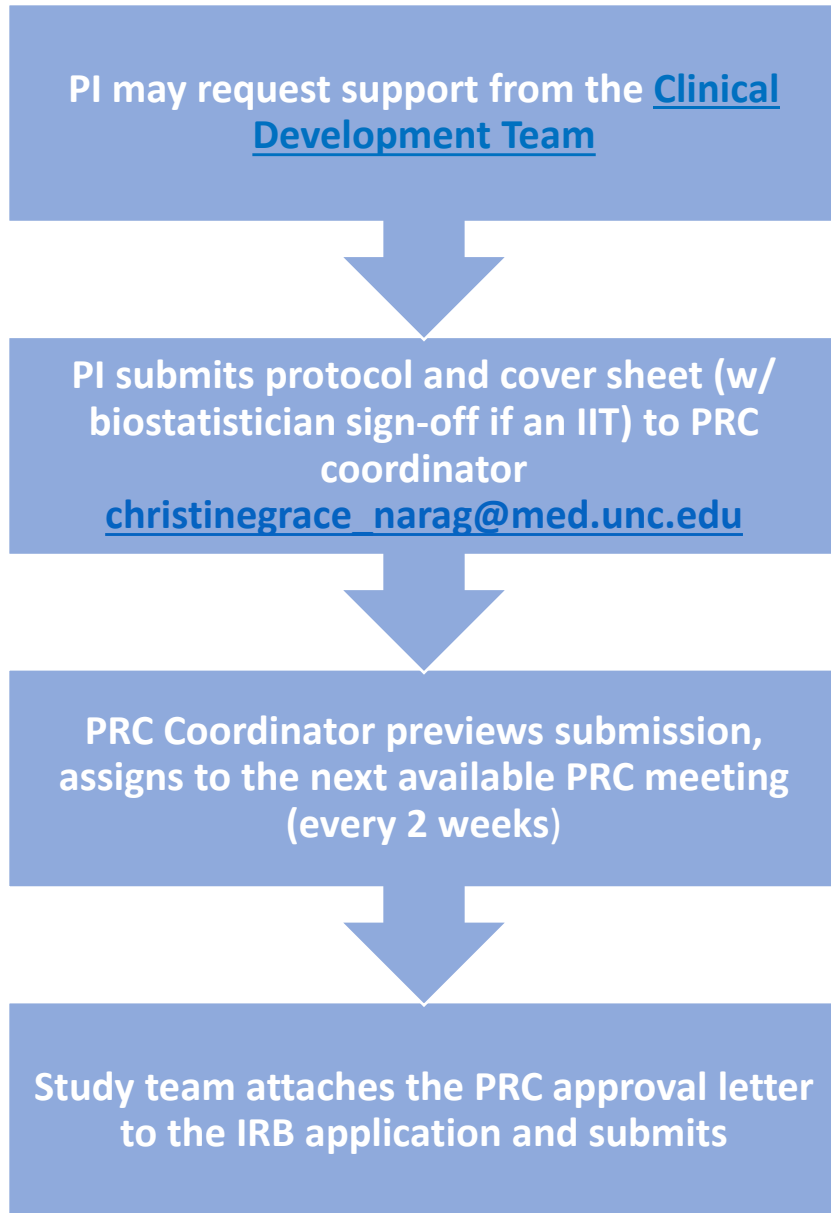 PI may request support from the Clinical
Development Team
PI submits protocol and cover sheet (w/
biostatistician sign-off if an IIT) to PRC
coordinator
christinegrace_narag@med.unc.edu
PRC Coordinator previews submission,
assigns to the next available PRC meeting
(every 2 weeks)
Study team attaches the PRC approval letter
to the IRB application and submits